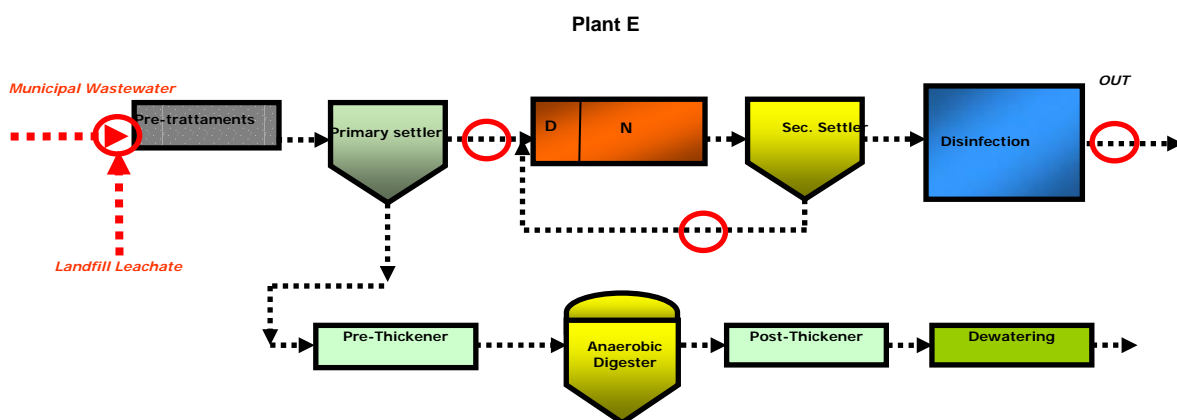 Plant E
Municipal Wastewater
OUT
Pre-trattaments
Primary settler
D
N
Sec. Settler
Disinfection
Landfill Leachate
Pre-Thickener
Anaerobic
Digester
Post-Thickener
Dewatering